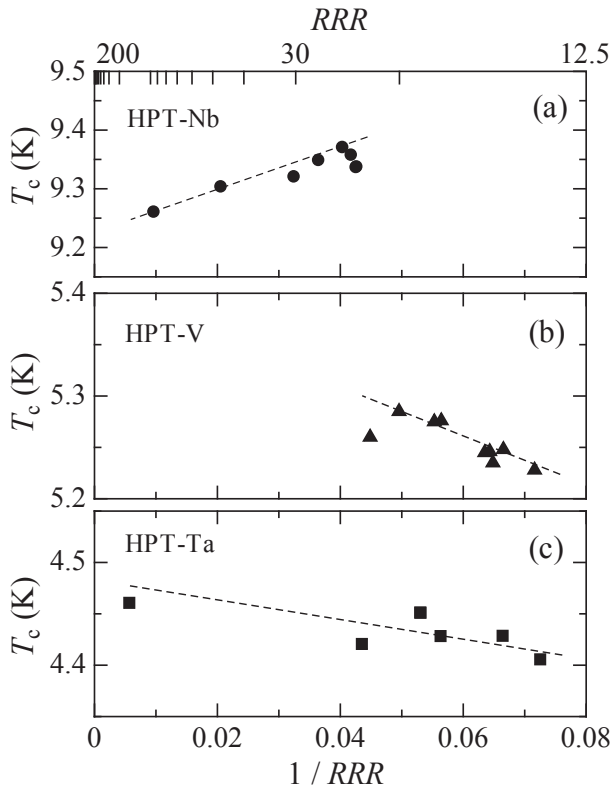 RRR
200 30 12.5
9.5
HPT-Nb (a)
9.4
9.3
9.2
T_c (K)
5.4
HPT-V (b)
5.3
5.2
T_c (K)
HPT-Ta (c)
4.5
4.4
T_c (K)
0 0.02 0.04 0.06 0.08
1 / RRR